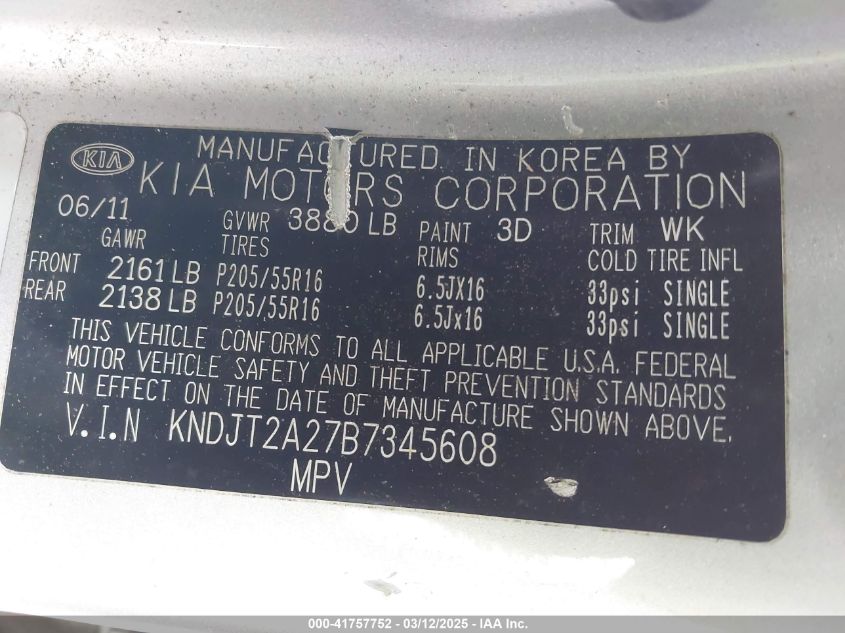 KIA MANUFACTURED IN KOREA BY
KIA MOTORS CORPORATION
06/11 GVWR 3880 LB PAINT 3D TRIM WK
GAWR TIRES RIMS COLD TIRE INFL
FRONT 2161 LB P205/55R16 6.5JX16 33psi SINGLE
REAR 2138 LB P205/55R16 6.5Jx16 33psi SINGLE
THIS VEHICLE CONFORMS TO ALL APPLICABLE U.S.A. FEDERAL
MOTOR VEHICLE SAFETY AND THEFT PREVENTION STANDARDS
IN EFFECT ON THE DATE OF MANUFACTURE SHOWN ABOVE.
V.I.N KNDJT2A27B7345608
MPV
000-41757752 - 03/12/2025 - IAA Inc.